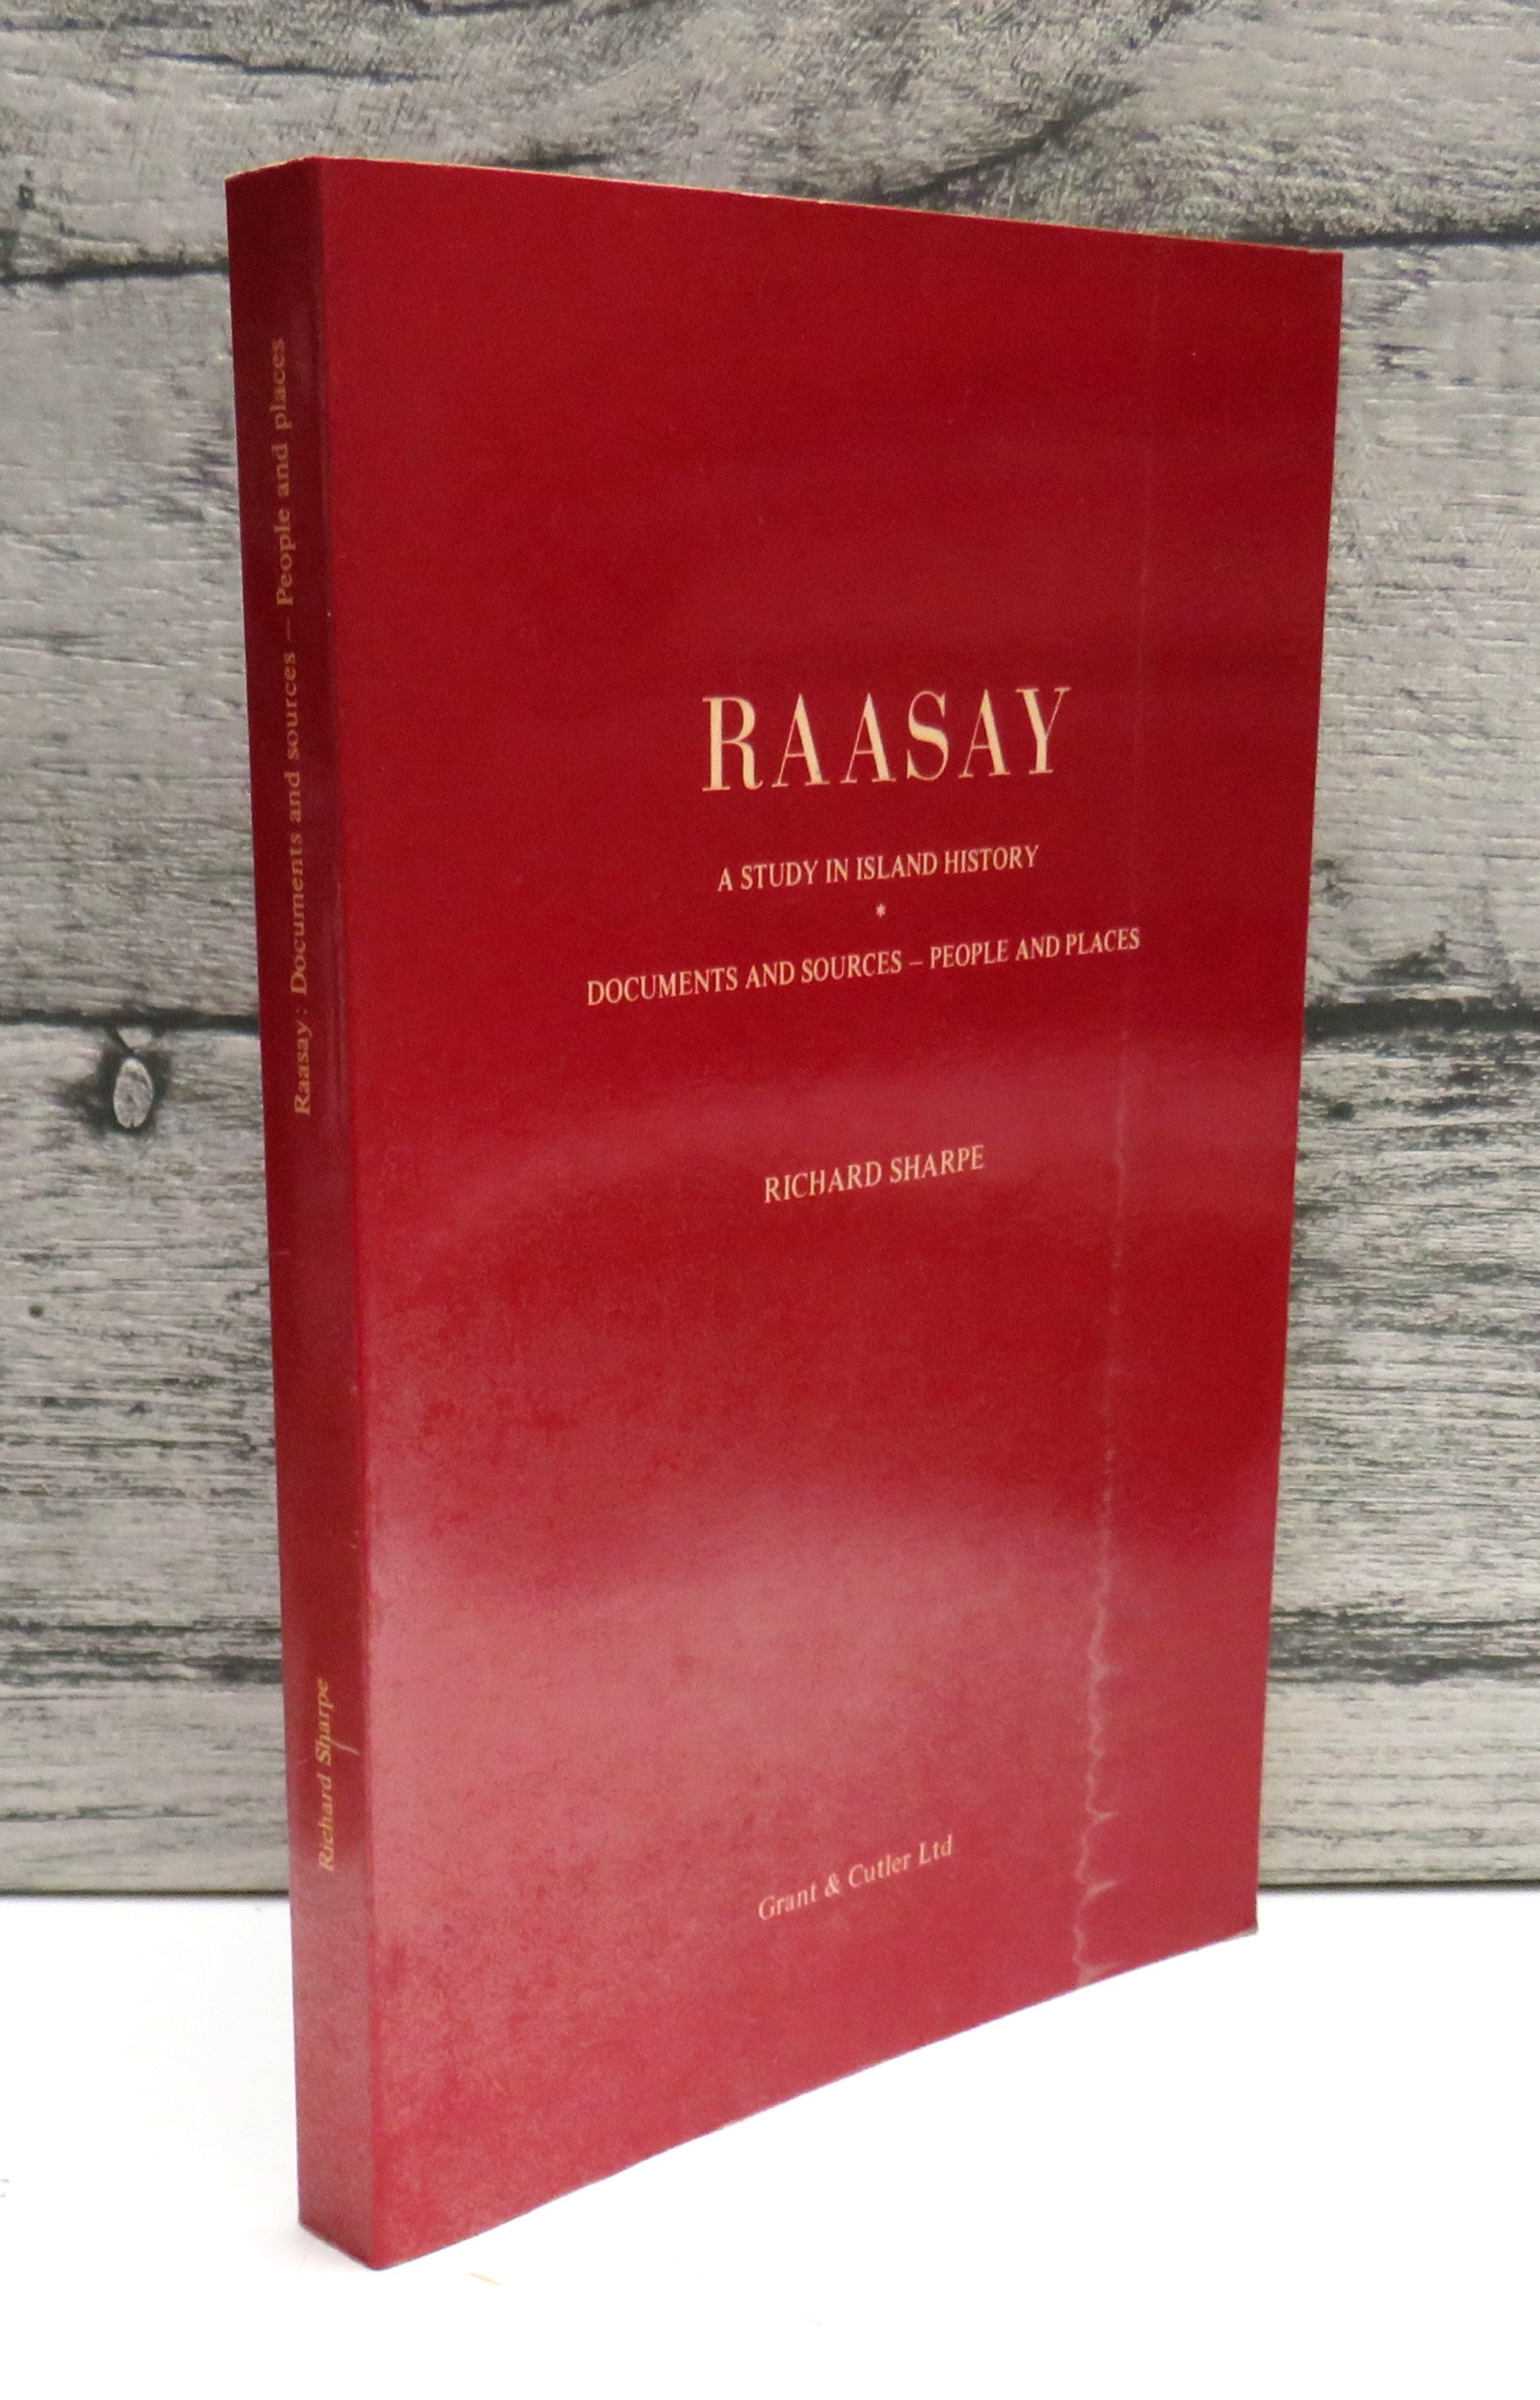 Raasay: Documents and sources – People and places
Richard Sharpe
RAASAY
A STUDY IN ISLAND HISTORY
*
DOCUMENTS AND SOURCES – PEOPLE AND PLACES
RICHARD SHARPE
Grant & Cutler Ltd